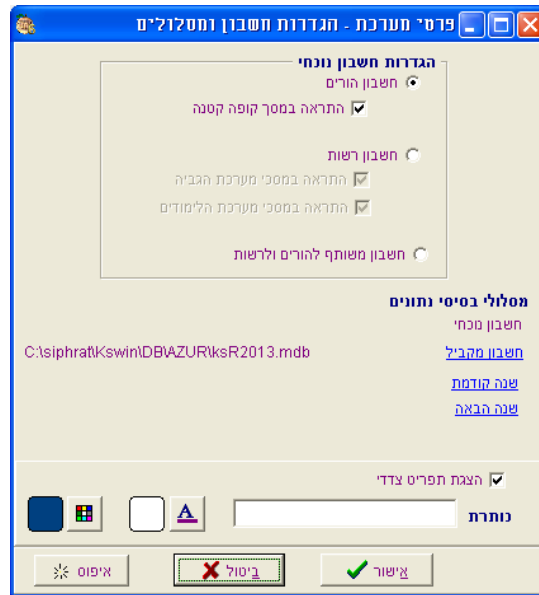 פרטי מערכת - הגדרות חשבון ומסלולים
הגדרות חשבון נוכחי
חשבון הורים
התראה במסך קופה קטנה
חשבון רשות
התראה במסכי מערכת הגביה
התראה במסכי מערכת הלימודים
חשבון משותף להורים ולרשות
מסלולי בסיסי נתונים
חשבון נוכחי
חשבון מקביל C:\siphrat\Kswin\DB\AZUR\ksR2013.mdb
שנה קודמת
שנה הבאה
הצגת תפריט צדדי
כותרת A
אישור ביטול איפוס